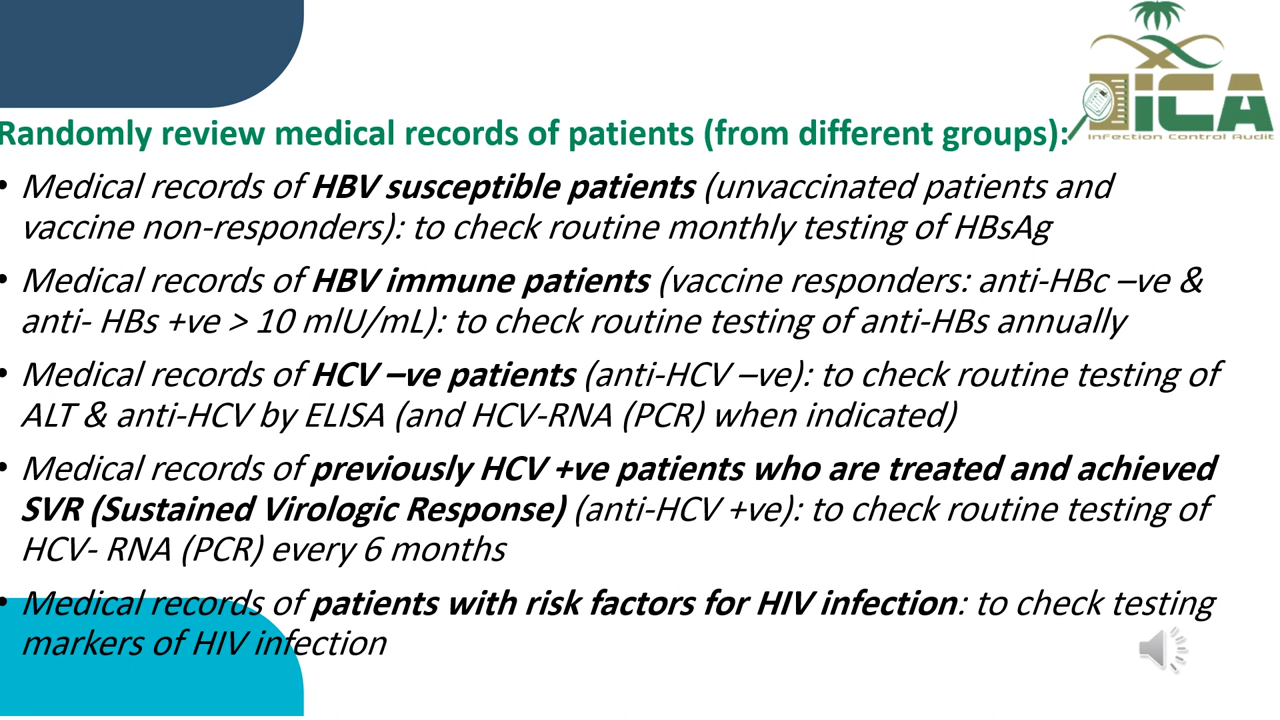 ICA
Infection Control Audit
Randomly review medical records of patients (from different groups):
• Medical records of HBV susceptible patients (unvaccinated patients and
vaccine non-responders): to check routine monthly testing of HBsAg
• Medical records of HBV immune patients (vaccine responders: anti-HBc –ve &
anti- HBs +ve > 10 mlU/mL): to check routine testing of anti-HBs annually
• Medical records of HCV –ve patients (anti-HCV –ve): to check routine testing of
ALT & anti-HCV by ELISA (and HCV-RNA (PCR) when indicated)
• Medical records of previously HCV +ve patients who are treated and achieved
SVR (Sustained Virologic Response) (anti-HCV +ve): to check routine testing of
HCV- RNA (PCR) every 6 months
• Medical records of patients with risk factors for HIV infection: to check testing
markers of HIV infection